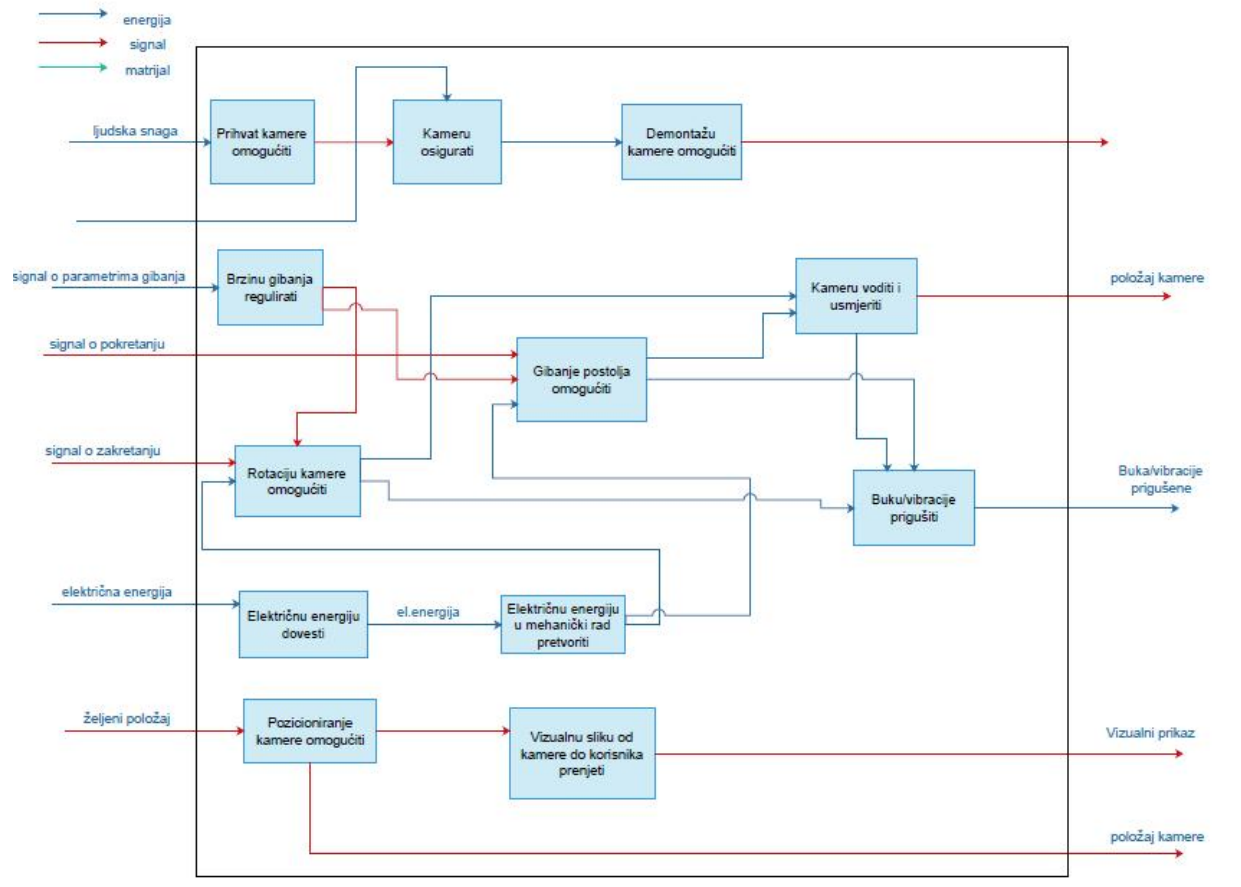 energija
signal
matrijal
ljudska snaga
Prihvat kamere
omogućiti
Kameru
osigurati
Demontažu
kamere omogućiti
signal o parametrima gibanja
Brzinu gibanja
regulirati
Kameru voditi i
usmjeriti
položaj kamere
signal o pokretanju
Gibanje postolja
omogućiti
signal o zakretanju
Rotaciju kamere
omogućiti
Buku/vibracije
prigušiti
Buka/vibracije
prigušene
električna energija
Električnu energiju
dovesti
el.energija
Električnu energiju
u mehanički rad
pretvoriti
željeni položaj
Pozicioniranje
kamere omogućiti
Vizualnu sliku od
kamere do korisnika
prenjeti
Vizualni prikaz
položaj kamere